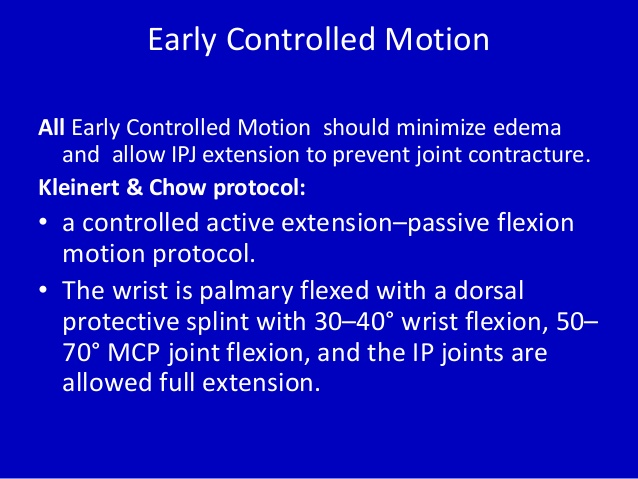 Early Controlled Motion
All Early Controlled Motion  should minimize edema
and  allow IPJ extension to prevent joint contracture.
Kleinert & Chow protocol:
• a controlled active extension–passive flexion
motion protocol.
• The wrist is palmary flexed with a dorsal
protective splint with 30–40° wrist flexion, 50–
70° MCP joint flexion, and the IP joints are
allowed full extension.